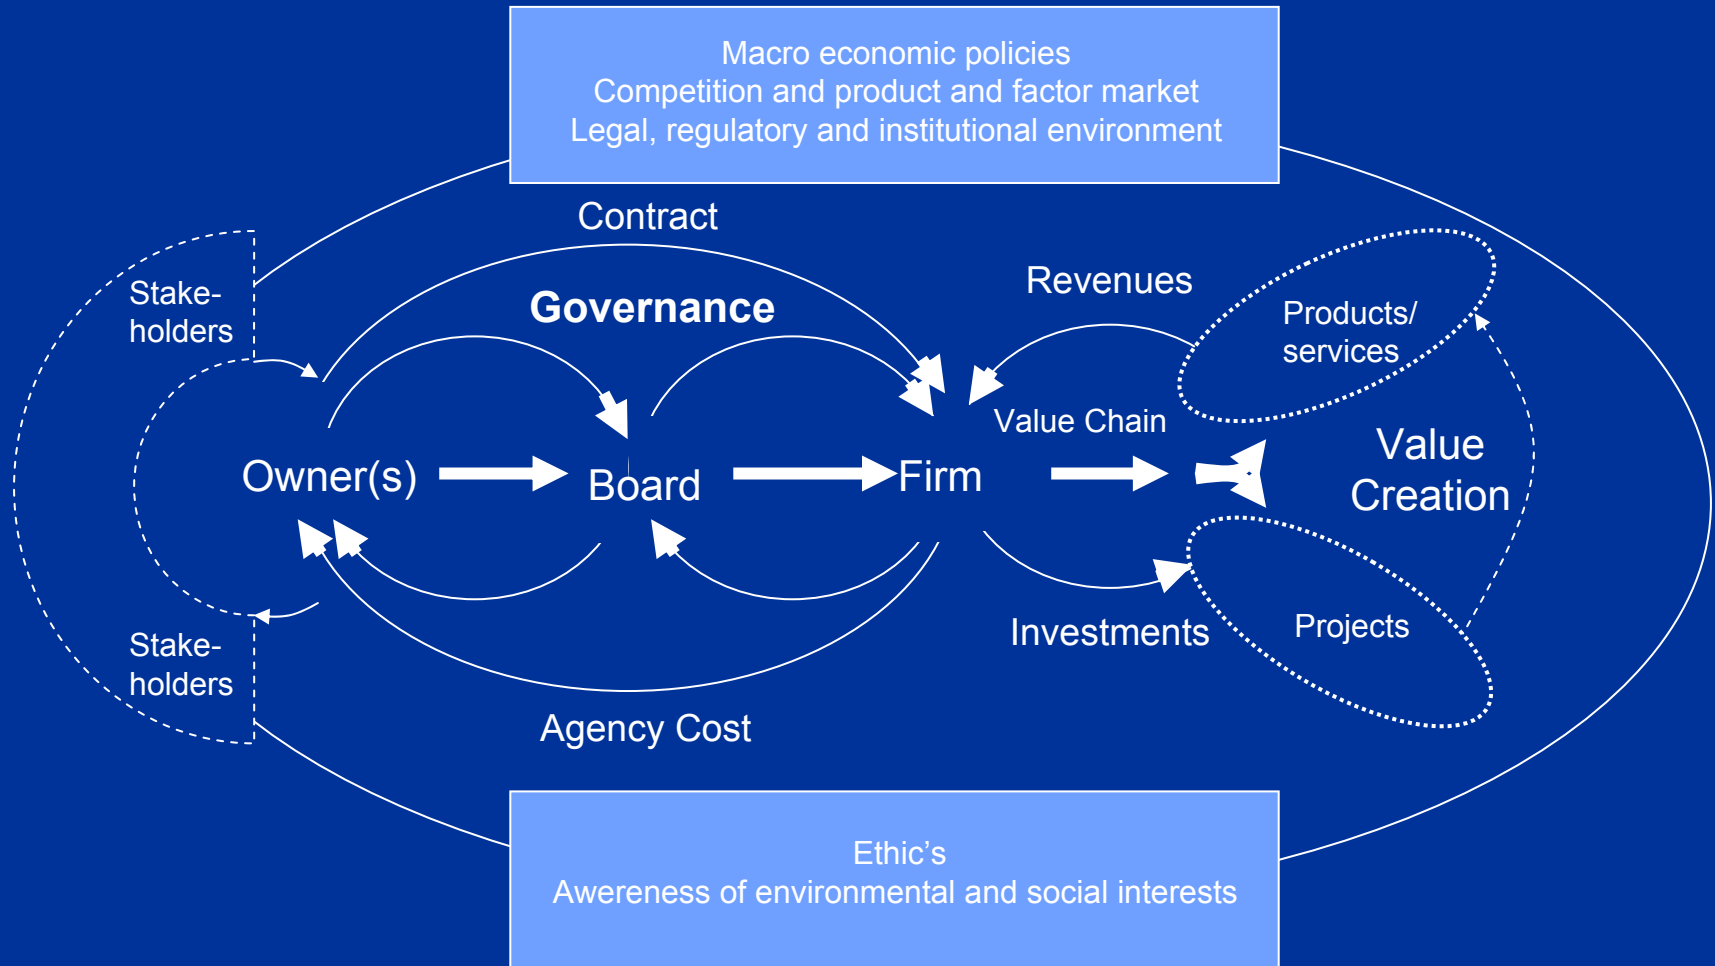 Macro economic policies
Competition and product and factor market
Legal, regulatory and institutional environment
Contract
Stake-
holders
Governance
Revenues
Products/
services
Value Chain
Owner(s)
Board
Firm
Value
Creation
Stake-
holders
Investments
Projects
Agency Cost
Ethic’s
Awereness of environmental and social interests